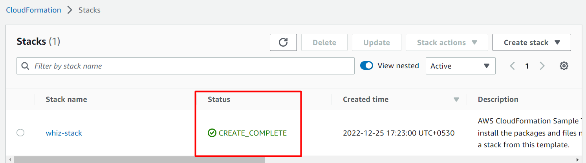 CloudFormation > Stacks
Stacks (1)
Delete
Update
Stack actions
Create stack
Filter by stack name
View nested
Active
1
Stack name
Status
Created time
Description
whiz-stack
CREATE_COMPLETE
2022-12-25 17:23:00 UTC+0530
AWS CloudFormation Sample T
install the packages and files n
a stack from this template.